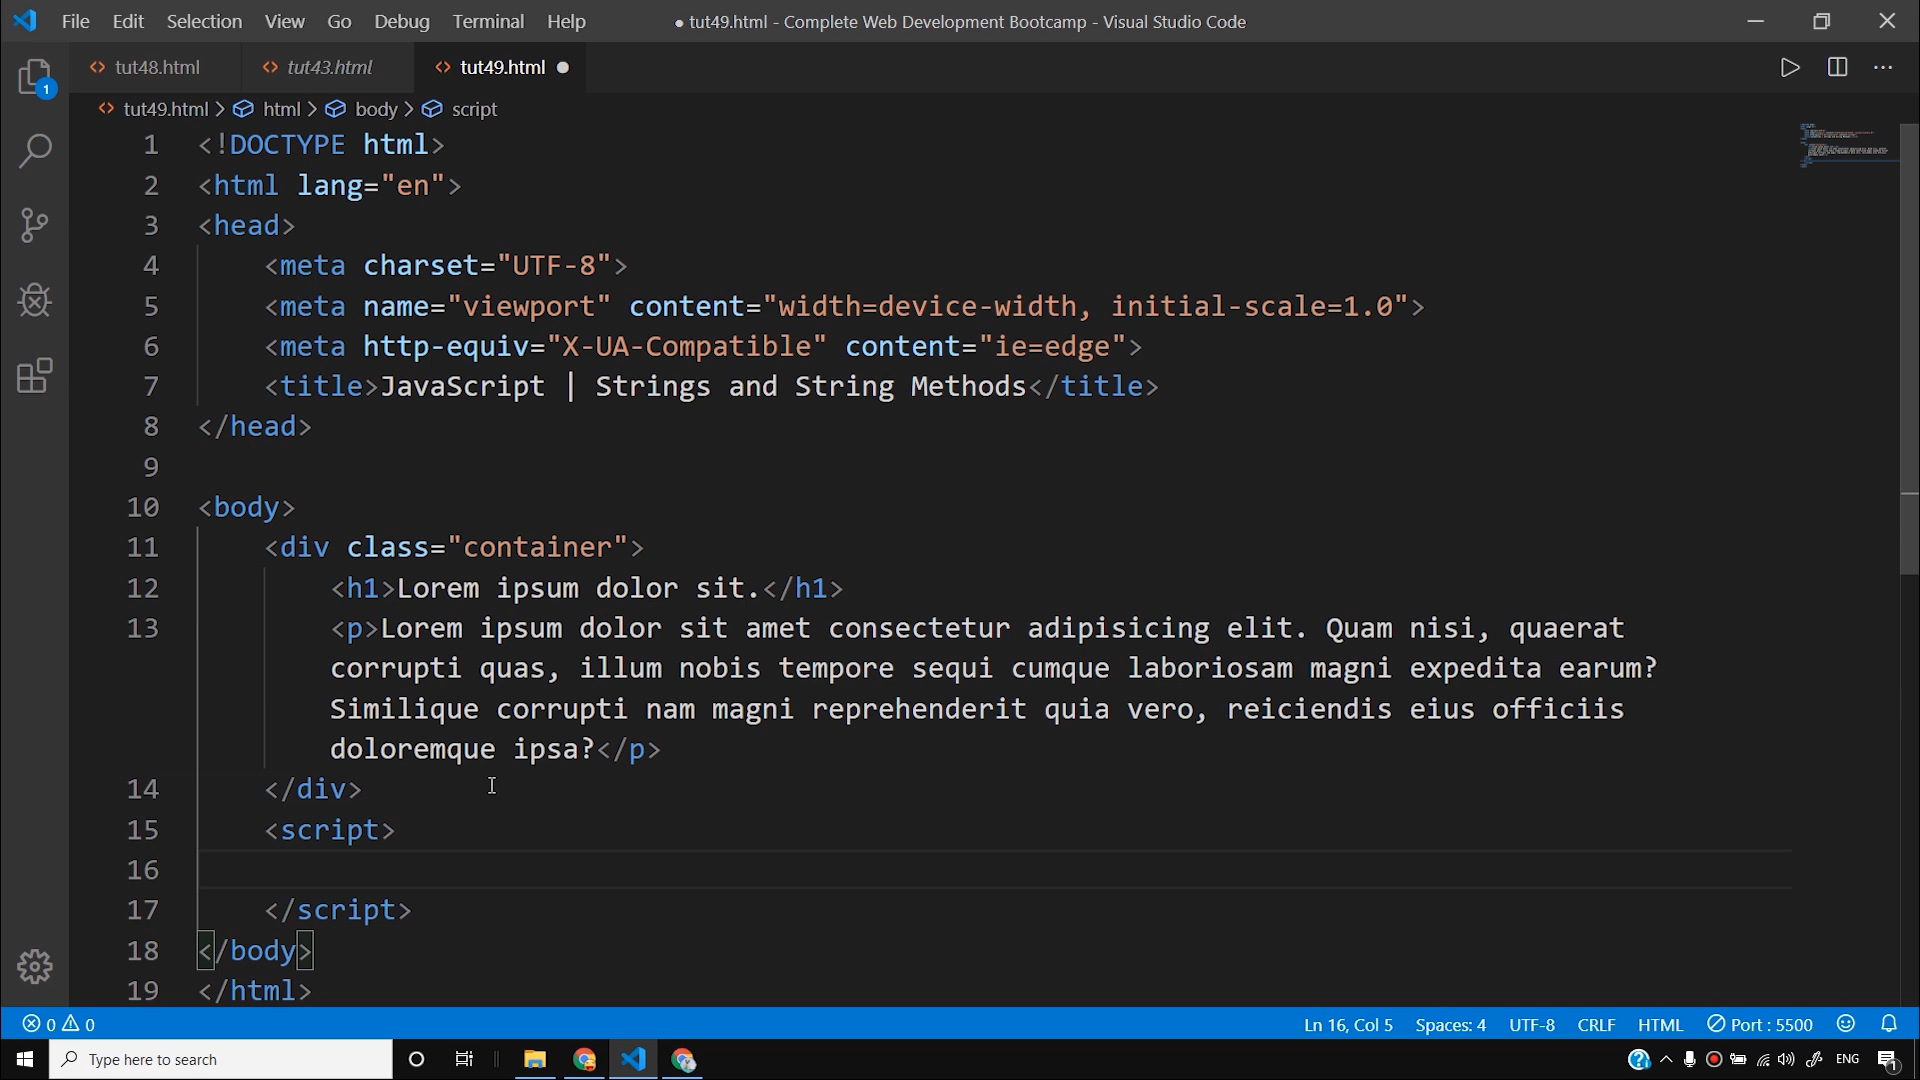 File Edit Selection View Go Debug Terminal Help ● tut49.html - Complete Web Development Bootcamp - Visual Studio Code
tut48.html tut43.html tut49.html
1
tut49.html > html > body > script
1 <!DOCTYPE html>
2 <html lang="en">
3 <head>
4 <meta charset="UTF-8">
5 <meta name="viewport" content="width=device-width, initial-scale=1.0">
6 <meta http-equiv="X-UA-Compatible" content="ie=edge">
7 <title>JavaScript | Strings and String Methods</title>
8 </head>
9
10 <body>
11 <div class="container">
12 <h1>Lorem ipsum dolor sit.</h1>
13 <p>Lorem ipsum dolor sit amet consectetur adipisicing elit. Quam nisi, quaerat
corrupti quas, illum nobis tempore sequi cumque laboriosam magni expedita earum?
Similique corrupti nam magni reprehenderit quia vero, reiciendis eius officiis
doloremque ipsa?</p>
14 </div>
15 <script>
16
17 </script>
18 </body>
19 </html>
0 0 Ln 16, Col 5 Spaces: 4 UTF-8 CRLF HTML Port : 5500
Type here to search ENG 1